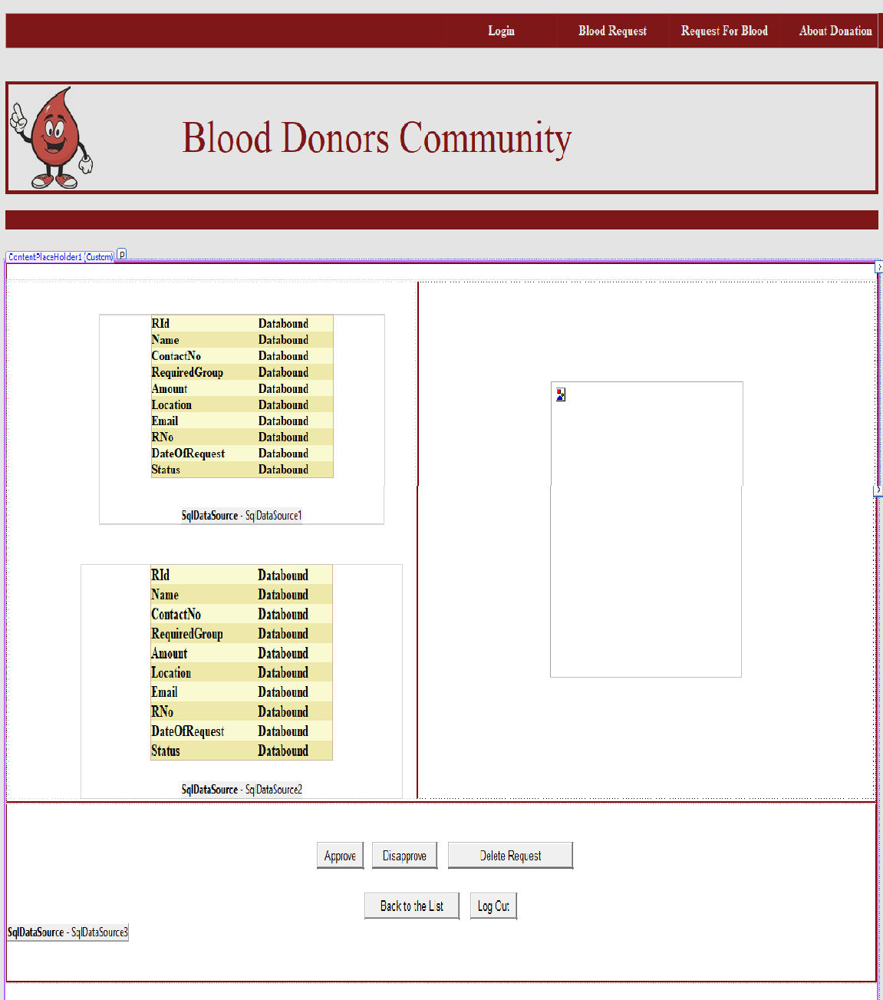 Login Blood Request Request For Blood About Donation
Blood Donors Community
ContentPlaceHolder1 (Custom) p
RId Databound
Name Databound
ContactNo Databound
RequiredGroup Databound
Amount Databound
Location Databound
Email Databound
RNo Databound
DateOfRequest Databound
Status Databound
SqlDataSource - SqlDataSource1
RId Databound
Name Databound
ContactNo Databound
RequiredGroup Databound
Amount Databound
Location Databound
Email Databound
RNo Databound
DateOfRequest Databound
Status Databound
SqlDataSource - SqlDataSource2
Approve Disapprove Delete Request
Back to the List Log Out
SqlDataSource - SqlDataSource3